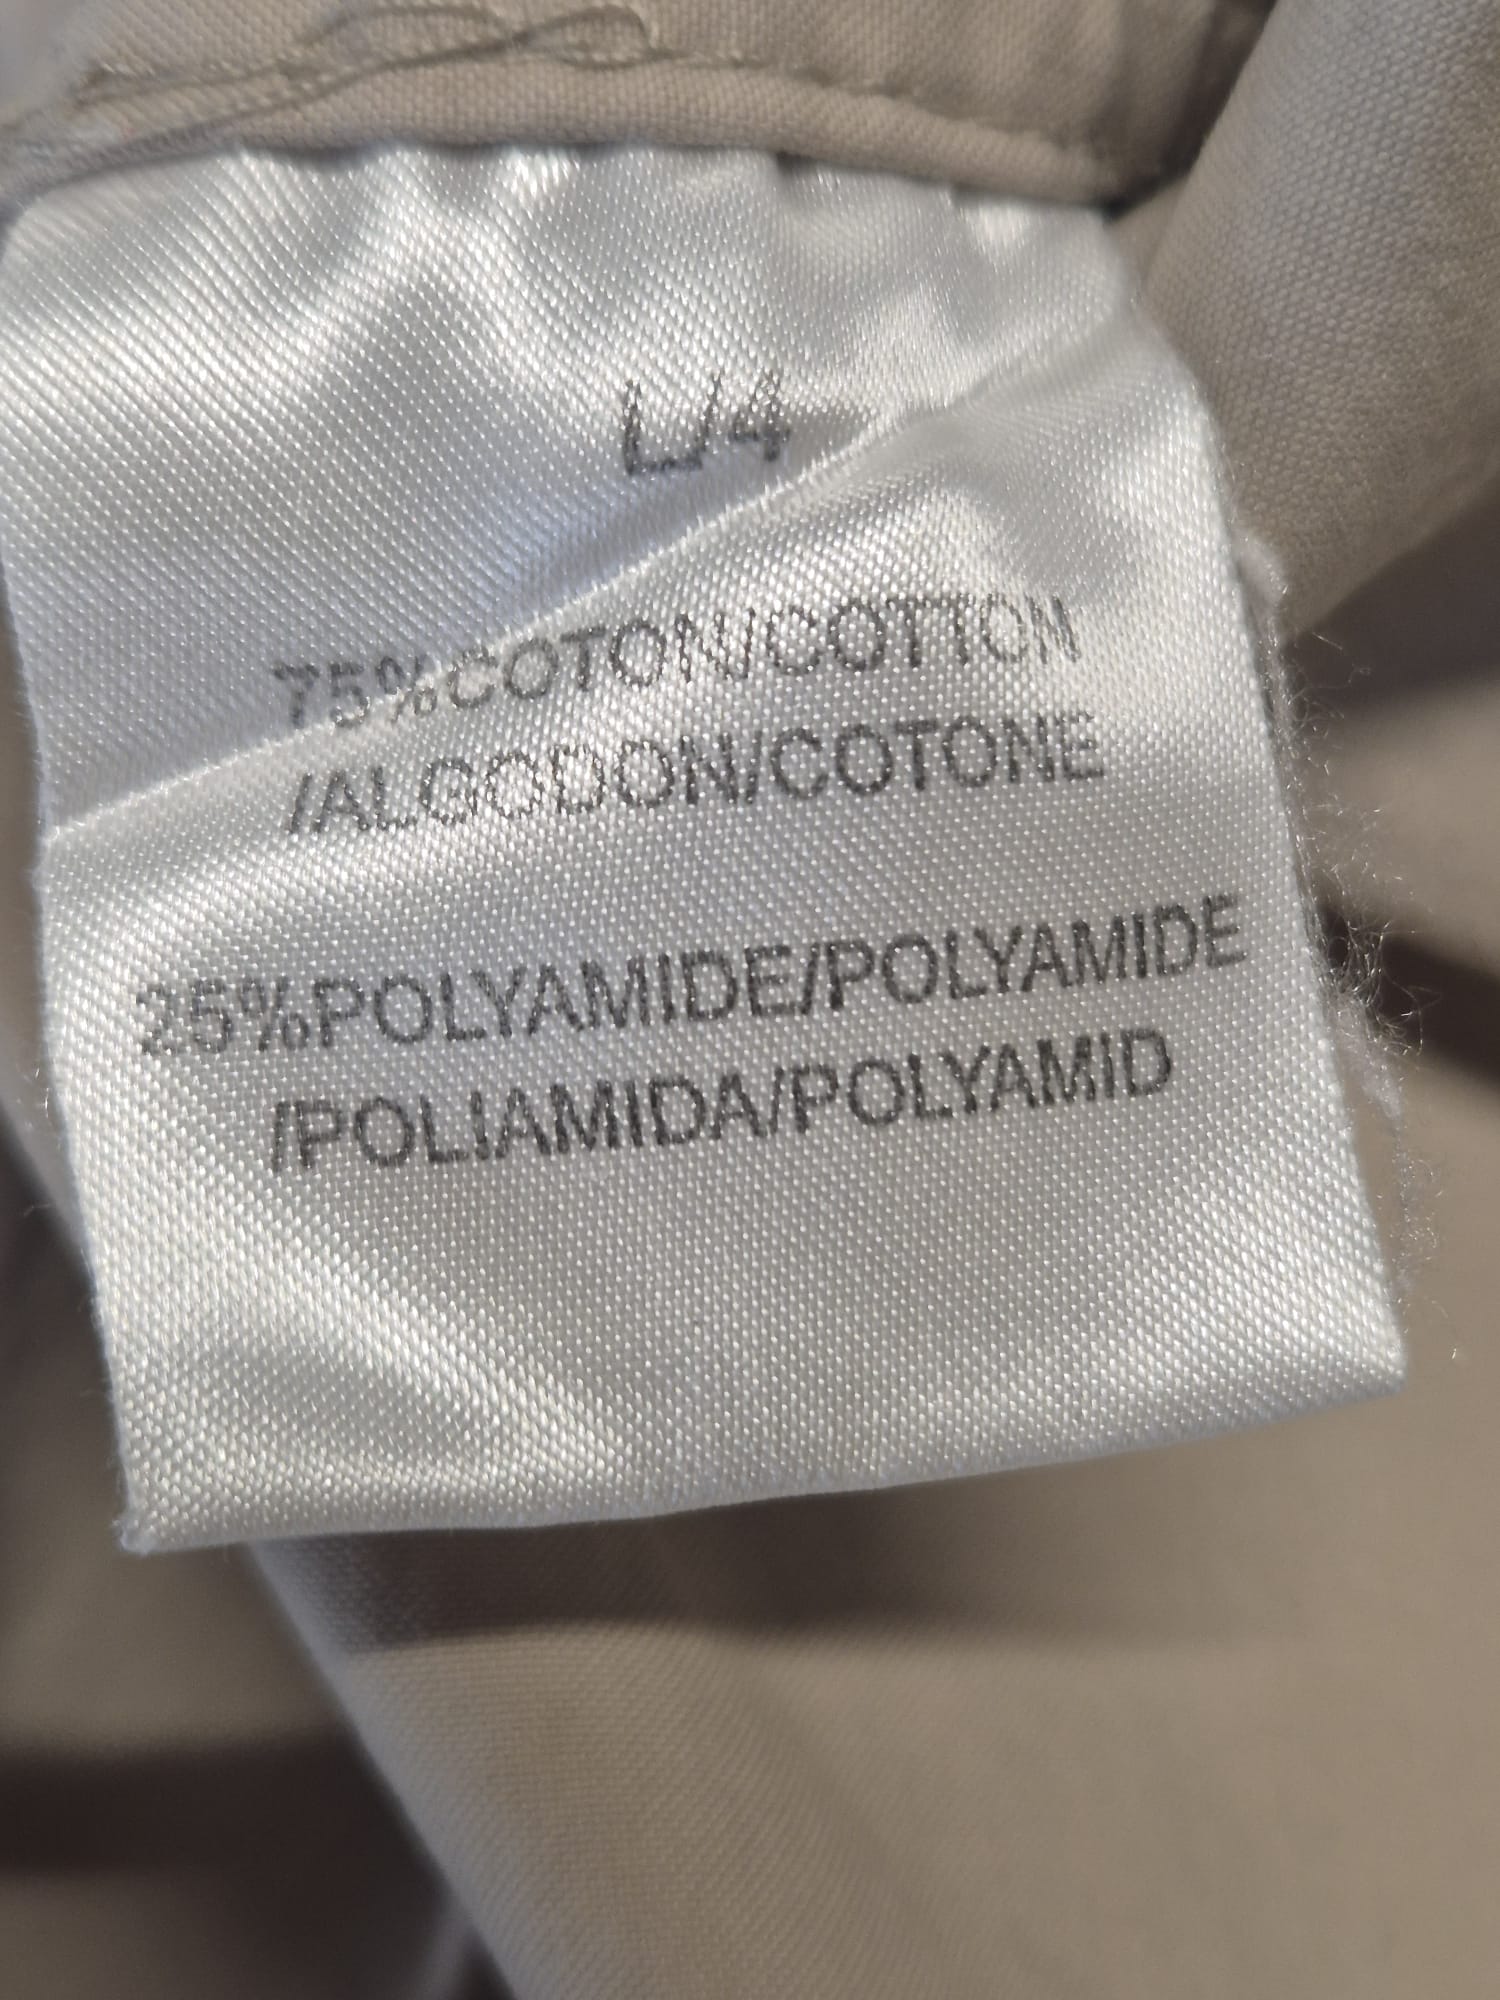 L/4
75%COTON/COTTON
/ALGODON/COTONE
25%POLYAMIDE/POLYAMIDE
/POLIAMIDA/POLYAMID